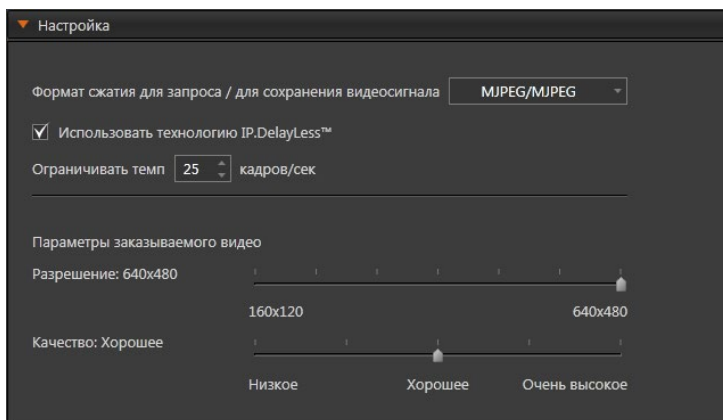 Настройка
Формат сжатия для запроса / для сохранения видеосигнала MJPEG/MJPEG
Использовать технологию IP.DelayLess™
Ограничивать темп 25 кадров/сек
Параметры заказываемого видео
Разрешение: 640x480
160x120 640x480
Качество: Хорошее
Низкое Хорошее Очень высокое